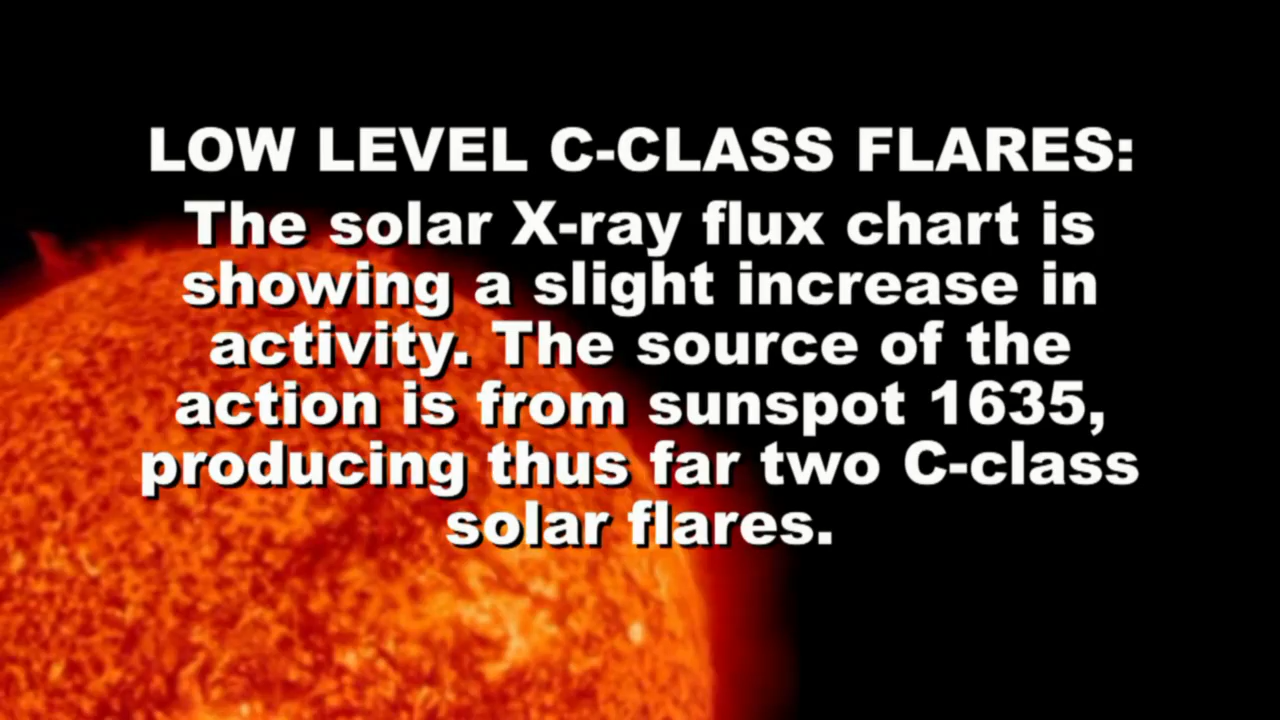 LOW LEVEL C-CLASS FLARES:
The solar X-ray flux chart is
showing a slight increase in
activity. The source of the
action is from sunspot 1635,
producing thus far two C-class
solar flares.